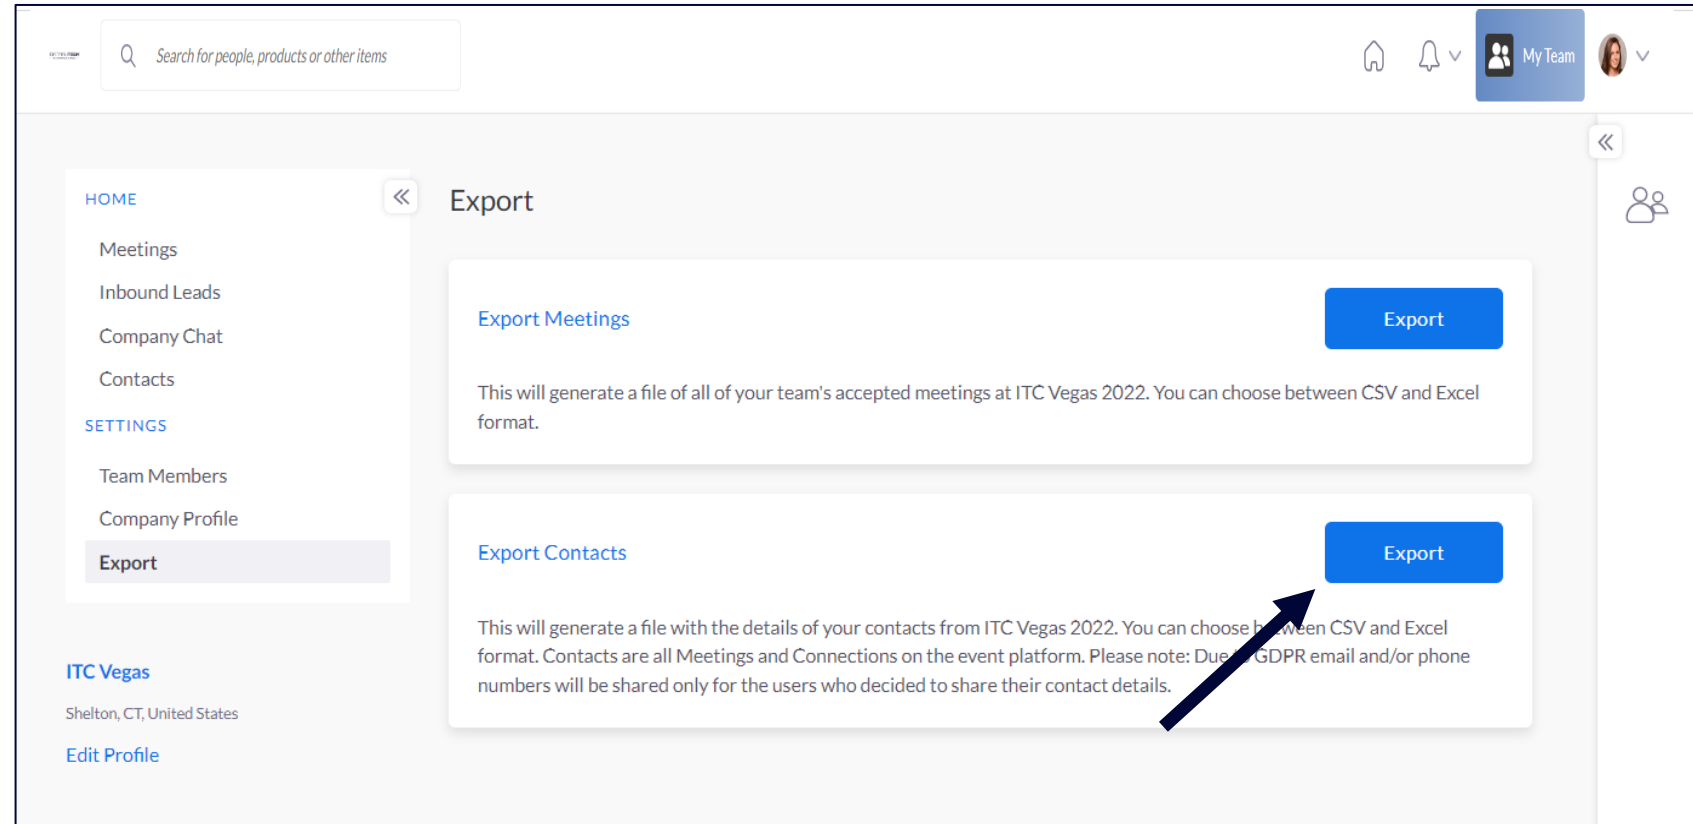 Search for people, products or other items
My Team
HOME
Meetings
Inbound Leads
Company Chat
Contacts
SETTINGS
Team Members
Company Profile
Export
ITC Vegas
Shelton, CT, United States
Edit Profile
Export
Export Meetings
Export
This will generate a file of all of your team's accepted meetings at ITC Vegas 2022. You can choose between CSV and Excel
format.
Export Contacts
Export
This will generate a file with the details of your contacts from ITC Vegas 2022. You can choose between CSV and Excel
format. Contacts are all Meetings and Connections on the event platform. Please note: Due to GDPR email and/or phone
numbers will be shared only for the users who decided to share their contact details.